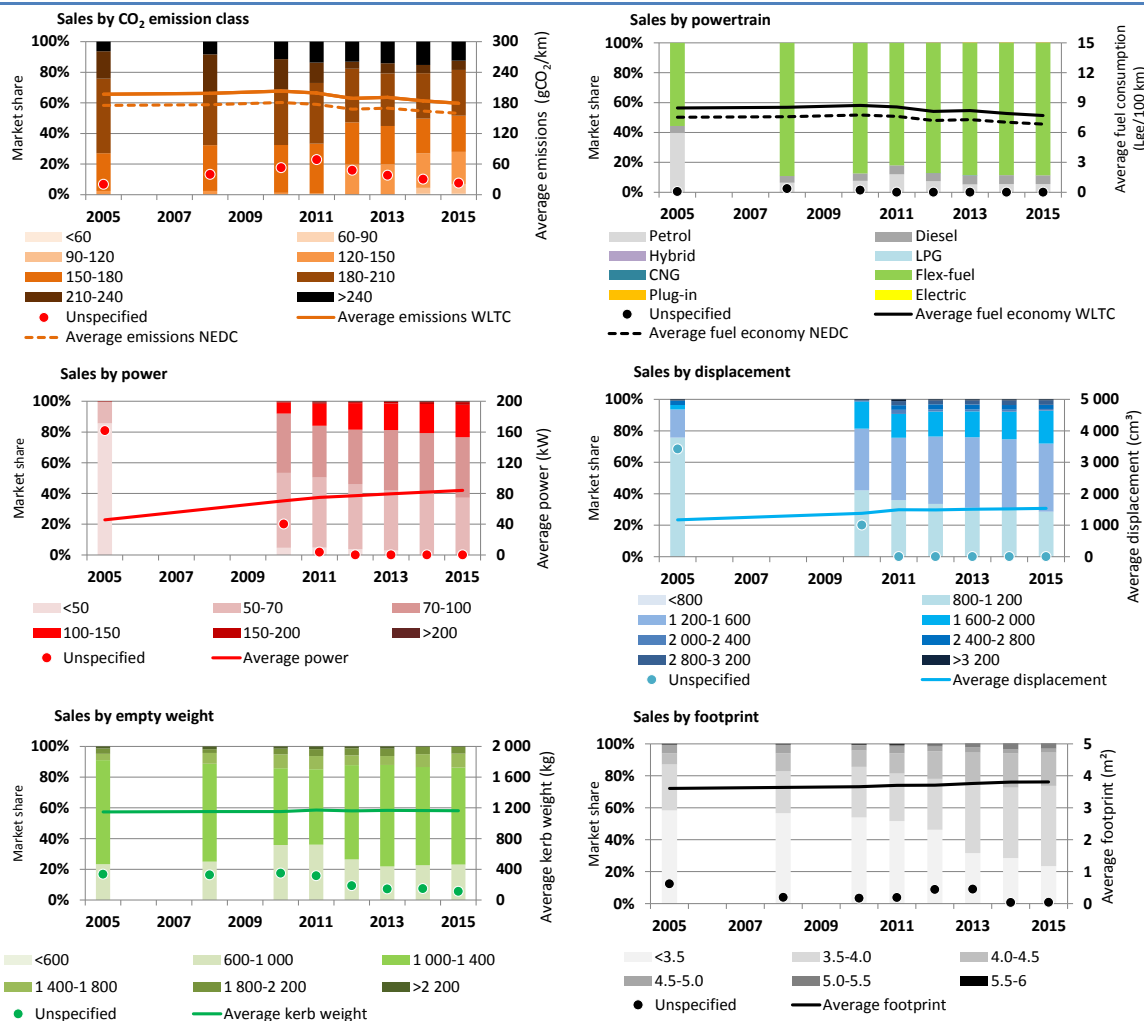 Sales by CO₂ emission class
100%
80%
60%
40%
20%
0%
Market share
300
240
180
120
60
0
Average emissions (gCO₂/km)
2005 2007 2009 2011 2013 2015
<60 60-90
90-120 120-150
150-180 180-210
210-240 >240
Unspecified Average emissions WLTC
Average emissions NEDC
Sales by powertrain
100%
80%
60%
40%
20%
0%
Market share
15
12
9
6
3
0
Average fuel consumption
(Lge/100 km)
2005 2007 2009 2011 2013 2015
Petrol Diesel
Hybrid LPG
CNG Flex-fuel
Plug-in Electric
Unspecified Average fuel economy WLTC
Average fuel economy NEDC
Sales by power
100%
80%
60%
40%
20%
0%
Market share
200
160
120
80
40
0
Average power (kW)
2005 2007 2009 2011 2013 2015
<50 50-70 70-100
100-150 150-200 >200
Unspecified Average power
Sales by displacement
100%
80%
60%
40%
20%
0%
Market share
5 000
4 000
3 000
2 000
1 000
0
Average displacement (cm³)
2005 2007 2009 2011 2013 2015
<800 800-1 200
1 200-1 600 1 600-2 000
2 000-2 400 2 400-2 800
2 800-3 200 >3 200
Unspecified Average displacement
Sales by empty weight
100%
80%
60%
40%
20%
0%
Market share
2 000
1 600
1 200
800
400
0
Average kerb weight (kg)
2005 2007 2009 2011 2013 2015
<600 600-1 000 1 000-1 400
1 400-1 800 1 800-2 200 >2 200
Unspecified Average kerb weight
Sales by footprint
100%
80%
60%
40%
20%
0%
Market share
5
4
3
2
1
0
Average footprint (m²)
2005 2007 2009 2011 2013 2015
<3.5 3.5-4.0 4.0-4.5
4.5-5.0 5.0-5.5 5.5-6
Unspecified Average footprint